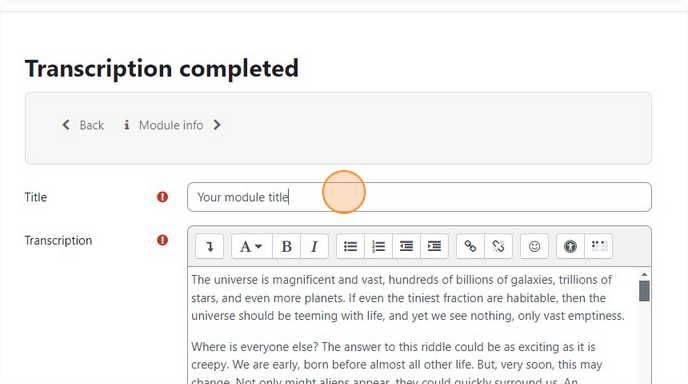 Transcription completed
Back Module info
Title Your module title
Transcription
A B I
The universe is magnificent and vast, hundreds of billions of galaxies, trillions of
stars, and even more planets. If even the tiniest fraction are habitable, then the
universe should be teeming with life, and yet we see nothing, only vast emptiness.
Where is everyone else? The answer to this riddle could be as exciting as it is
creepy. We are early, born before almost all other life. But, very soon, this may
change. Not only might aliens appear, they could quickly surround us. An